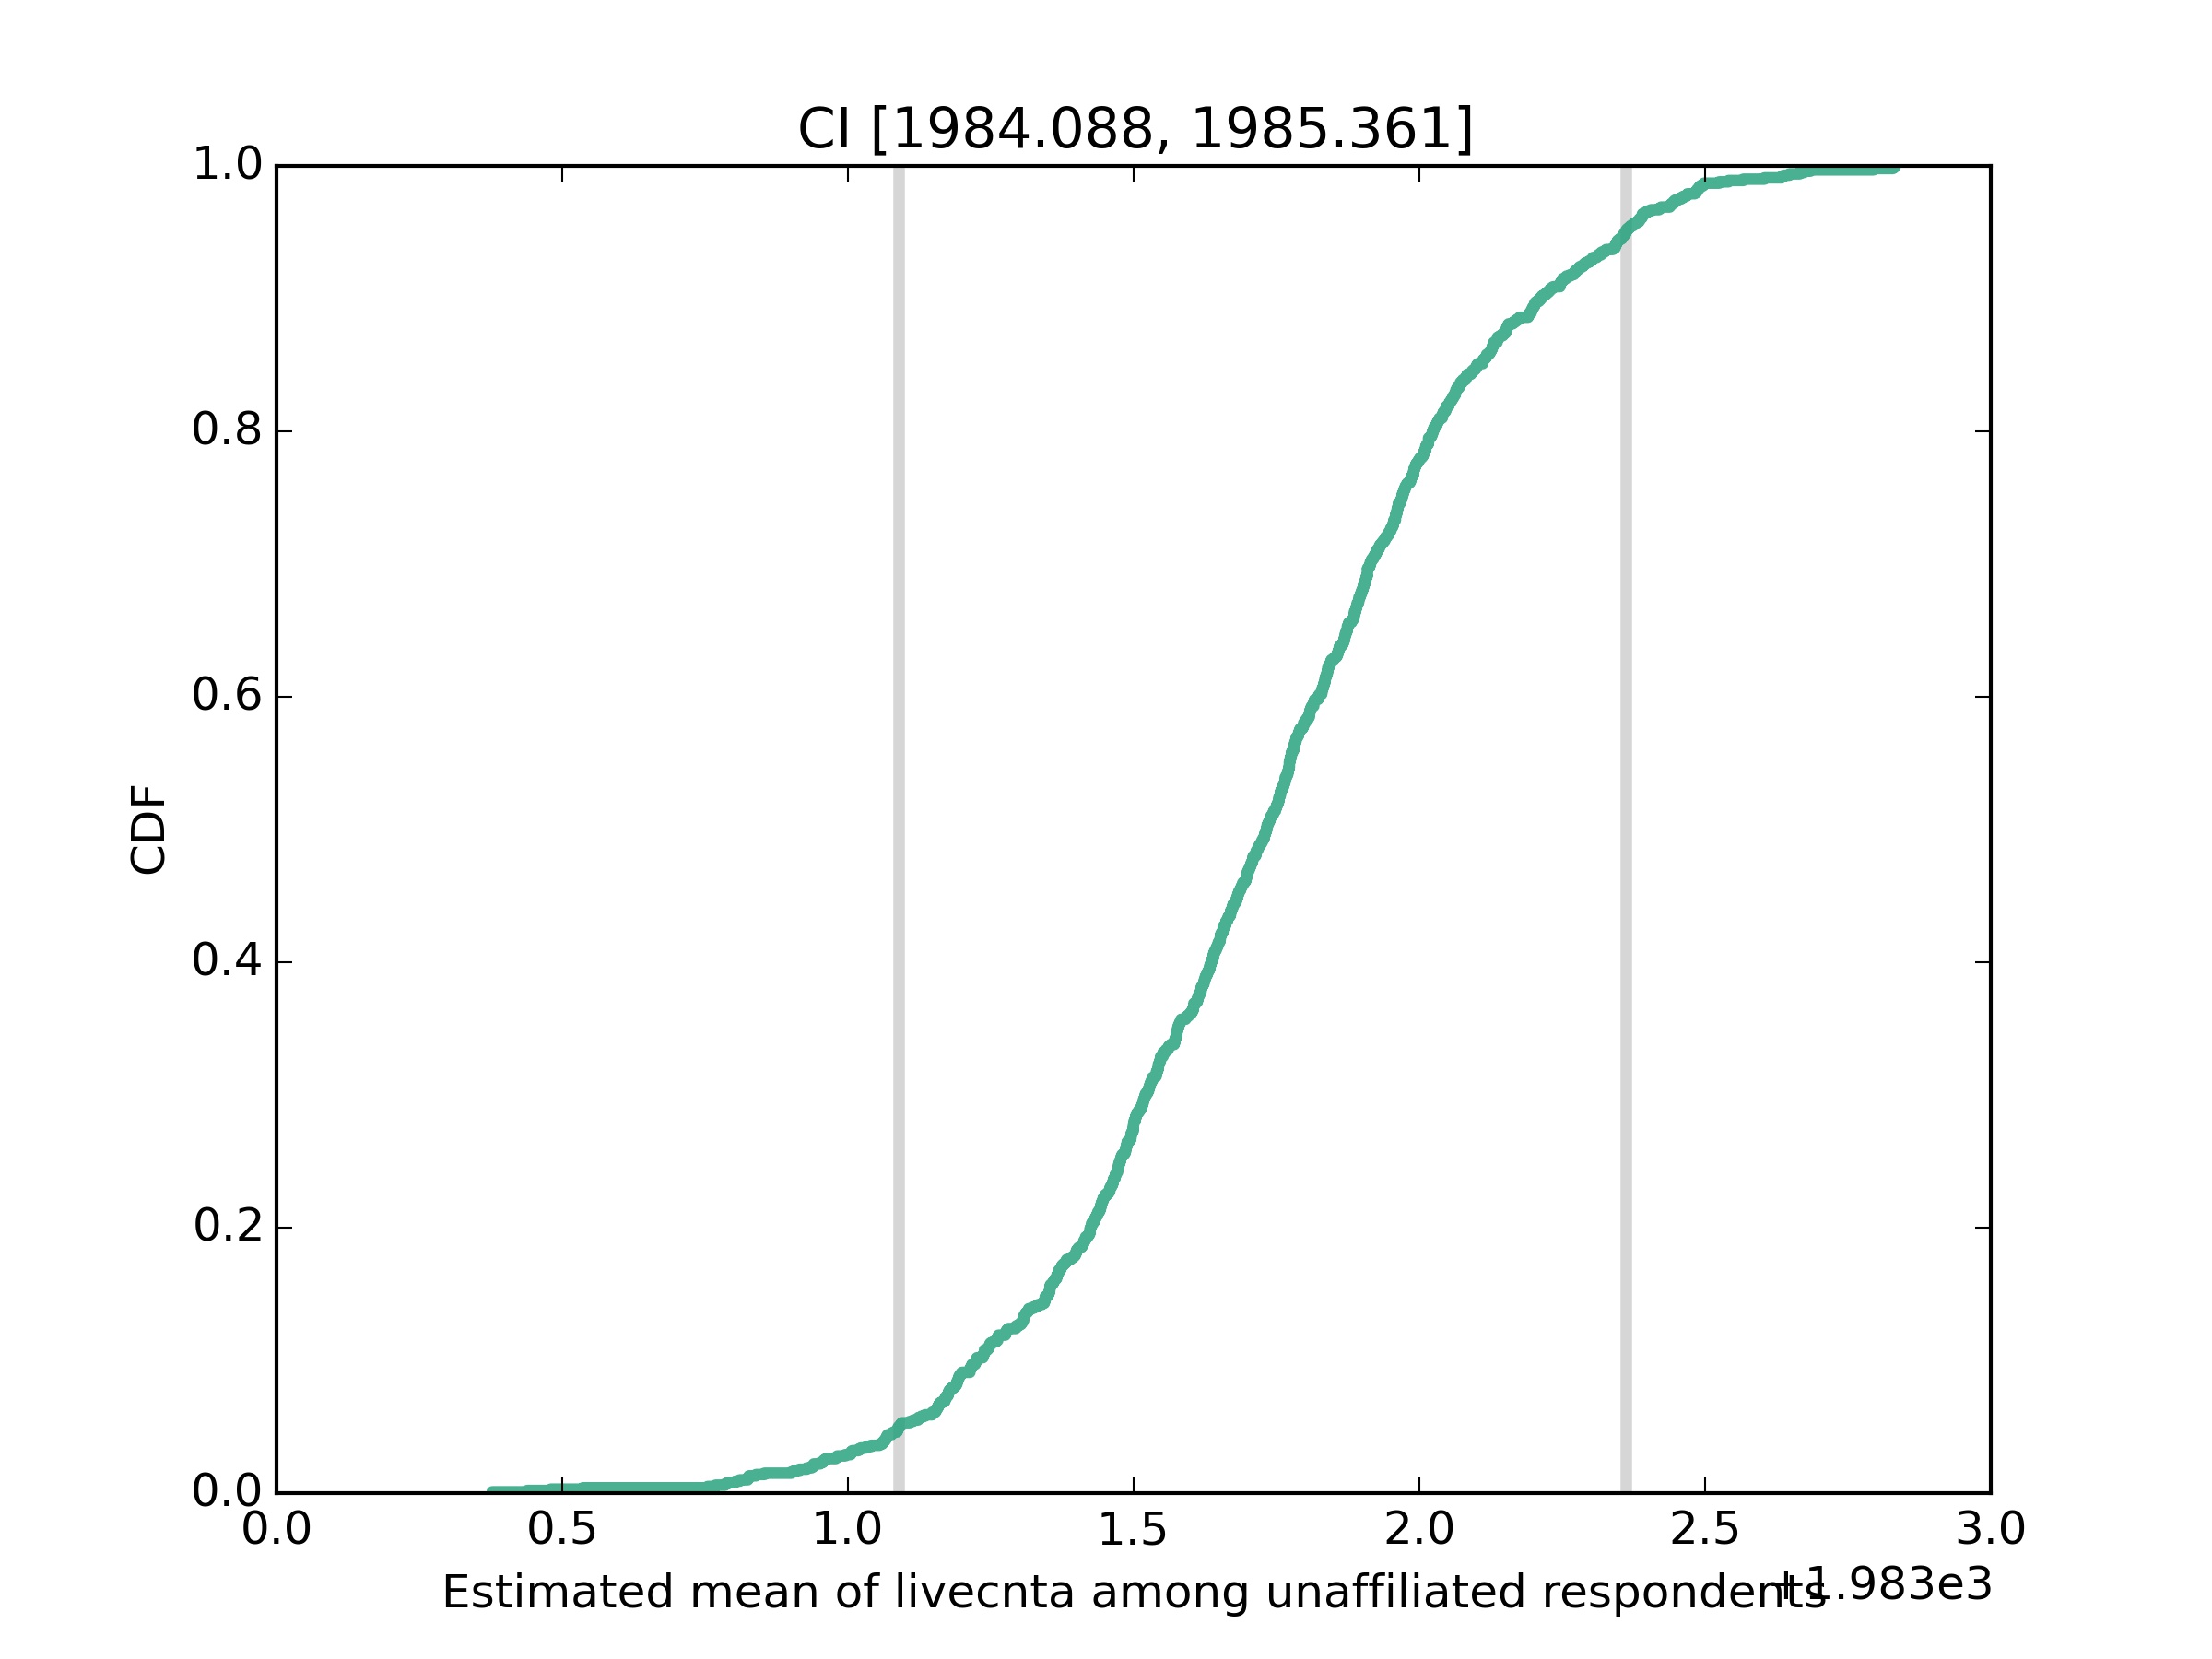 CI [1984.088, 1985.361]
1.0
0.8
0.6
0.4
0.2
0.0
CDF
0.0 0.5 1.0 1.5 2.0 2.5 3.0
Estimated mean of livecnta among unaffiliated respondents
+1.983e3